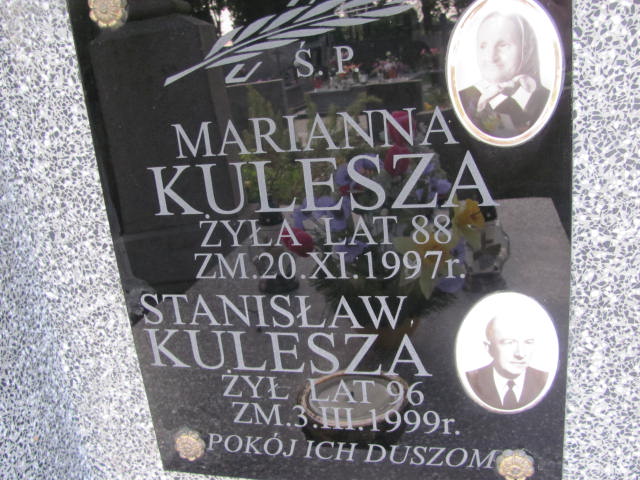 Ś P
MARIANNA
KULESZA
ŻYŁA LAT 88
ZM.20.XI.1997r.
STANISŁAW
KULESZA
ŻYŁ LAT 96
ZM.3.III.1999r.
POKÓJ ICH DUSZOM